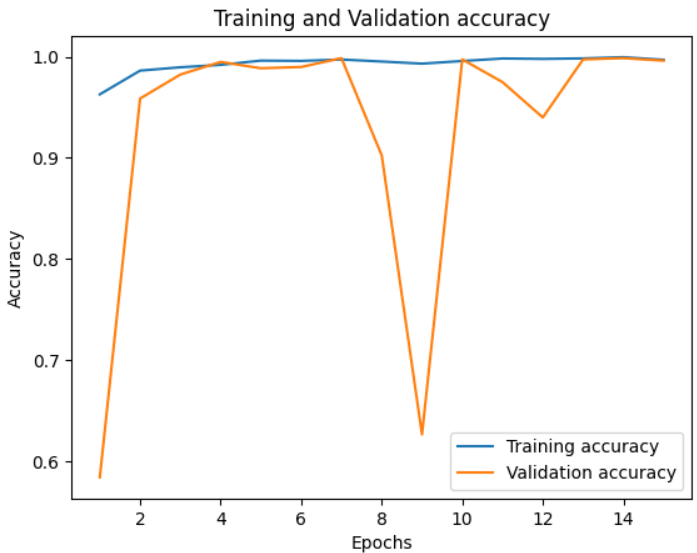 Training and Validation accuracy
1.0
0.9
0.8
0.7
0.6
Accuracy
Training accuracy
Validation accuracy
2 4 6 8 10 12 14
Epochs